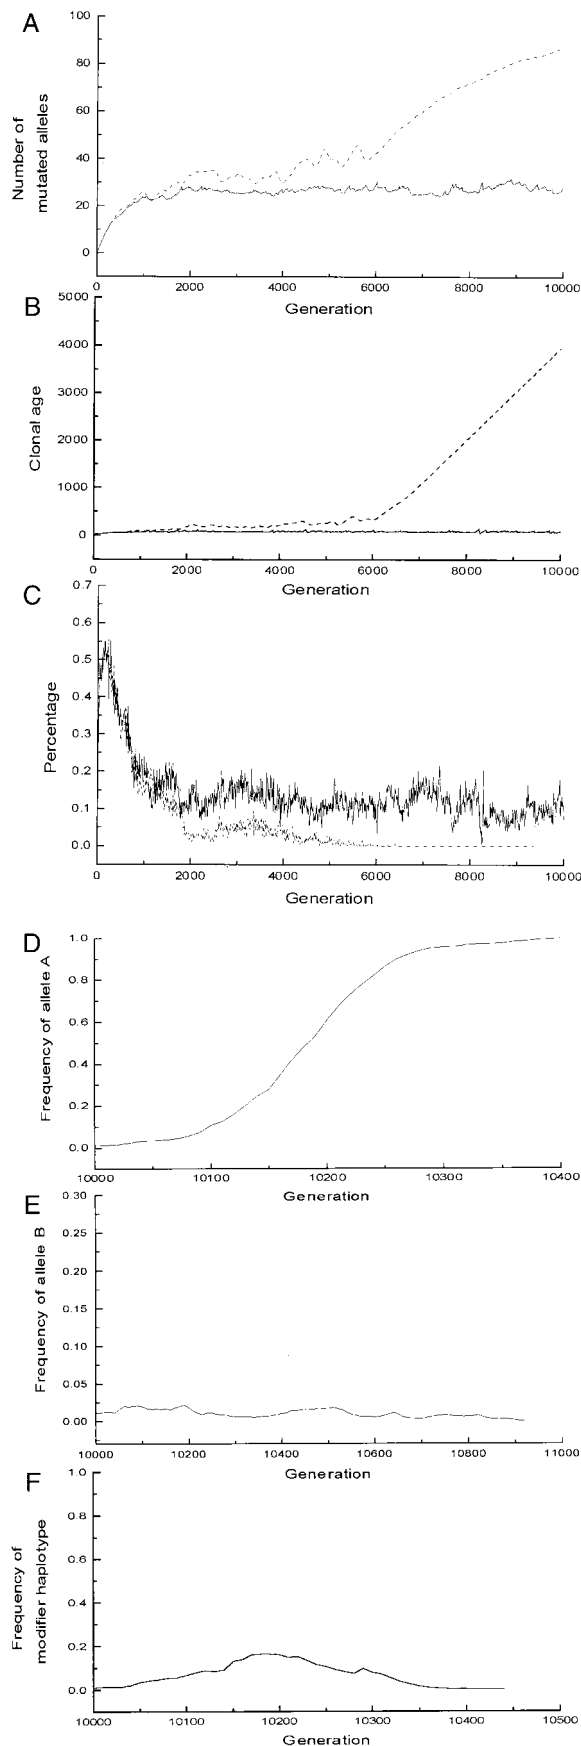 A
100
80
60
40
20
0
Number of
mutated alleles
0 2000 4000 6000 8000 10000
Generation
B
5000
4000
3000
2000
1000
0
Clonal age
0 2000 4000 6000 8000 10000
Generation
C
0.7
0.6
0.5
0.4
0.3
0.2
0.1
0.0
Percentage
0 2000 4000 6000 8000 10000
Generation
D
1.0
0.8
0.6
0.4
0.2
0.0
Frequency of allele A
10000 10100 10200 10300 10400
Generation
E
0.30
0.25
0.20
0.15
0.10
0.05
0.00
Frequency of allele B
10000 10200 10400 10600 10800 11000
Generation
F
1.0
0.8
0.6
0.4
0.2
0.0
Frequency of
modifier haplotype
10000 10100 10200 10300 10400 10500
Generation